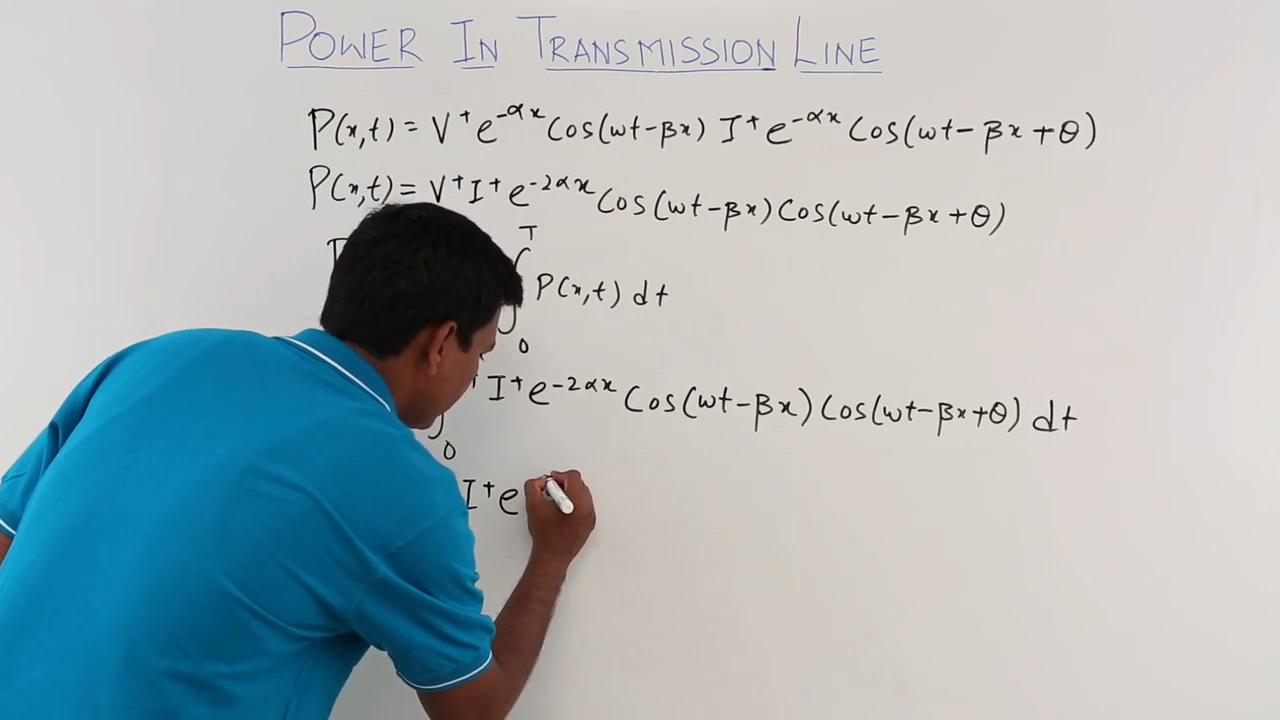 POWER IN TRANSMISSION LINE
P(x,t) = V⁺e^-αx Cos(ωt-βx) I⁺e^-αx Cos(ωt-βx+θ)
P(x,t) = V⁺I⁺e^-2αx Cos(ωt-βx)Cos(ωt-βx+θ)
∫ T 0 P(x,t) dt
∫ 0 I⁺e^-2αx Cos(ωt-βx)Cos(ωt-βx+θ) dt
I⁺e